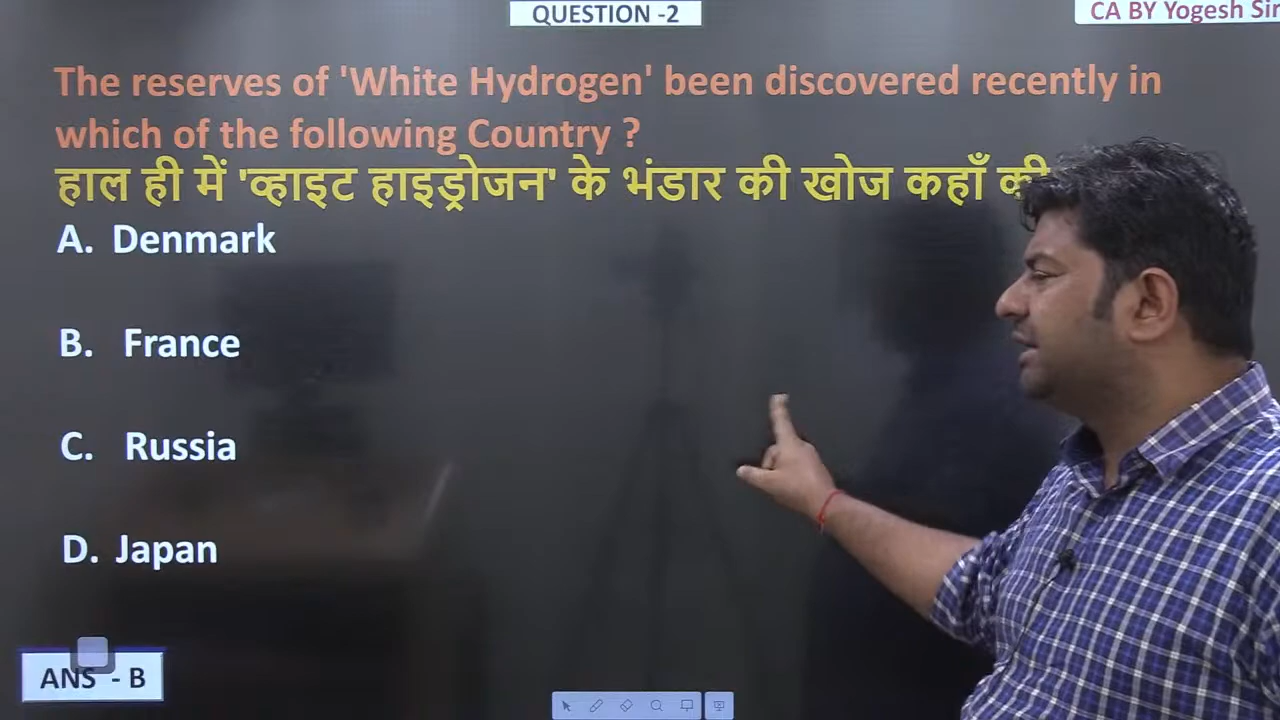 QUESTION -2
CA BY Yogesh Sir
The reserves of 'White Hydrogen' been discovered recently in
which of the following Country ?
हाल ही में 'व्हाइट हाइड्रोजन' के भंडार की खोज कहाँ की
A. Denmark
B. France
C. Russia
D. Japan
ANS - B